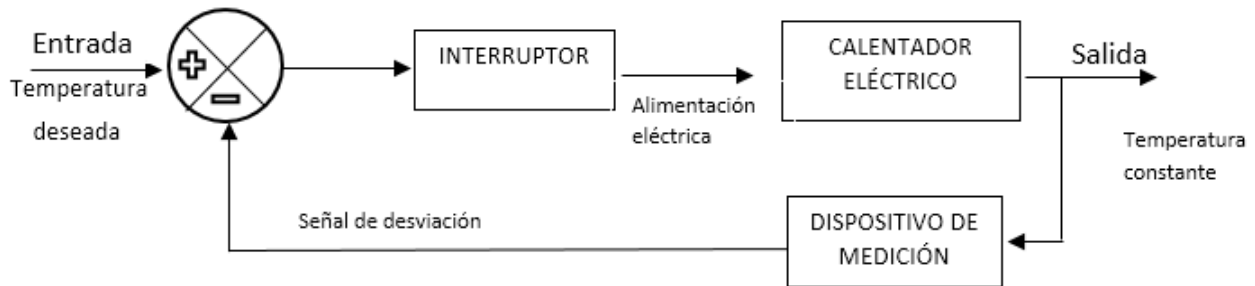 Entrada
Temperatura
deseada
INTERRUPTOR
Alimentación
eléctrica
CALENTADOR
ELÉCTRICO
Salida
Temperatura
constante
Señal de desviación
DISPOSITIVO DE
MEDICIÓN